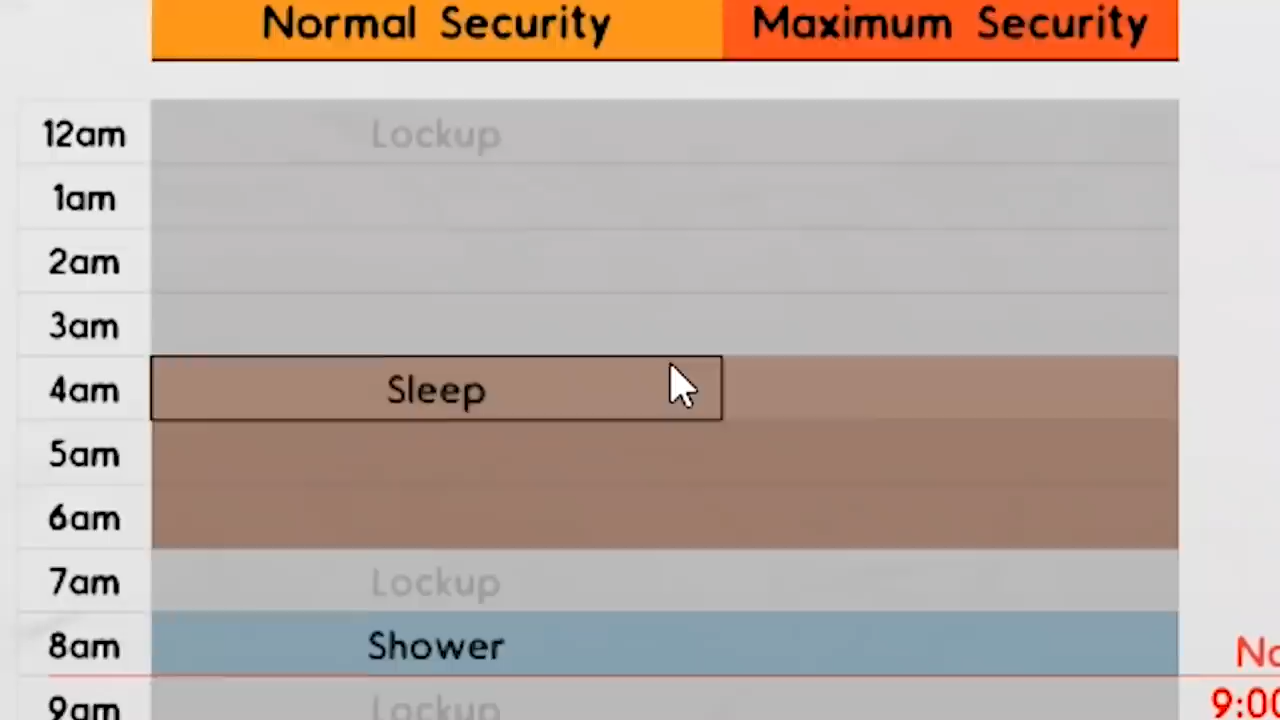 Normal Security Maximum Security
12am Lockup
1am
2am
3am
4am Sleep
5am
6am
7am Lockup
8am Shower
9am Lockup
9:00